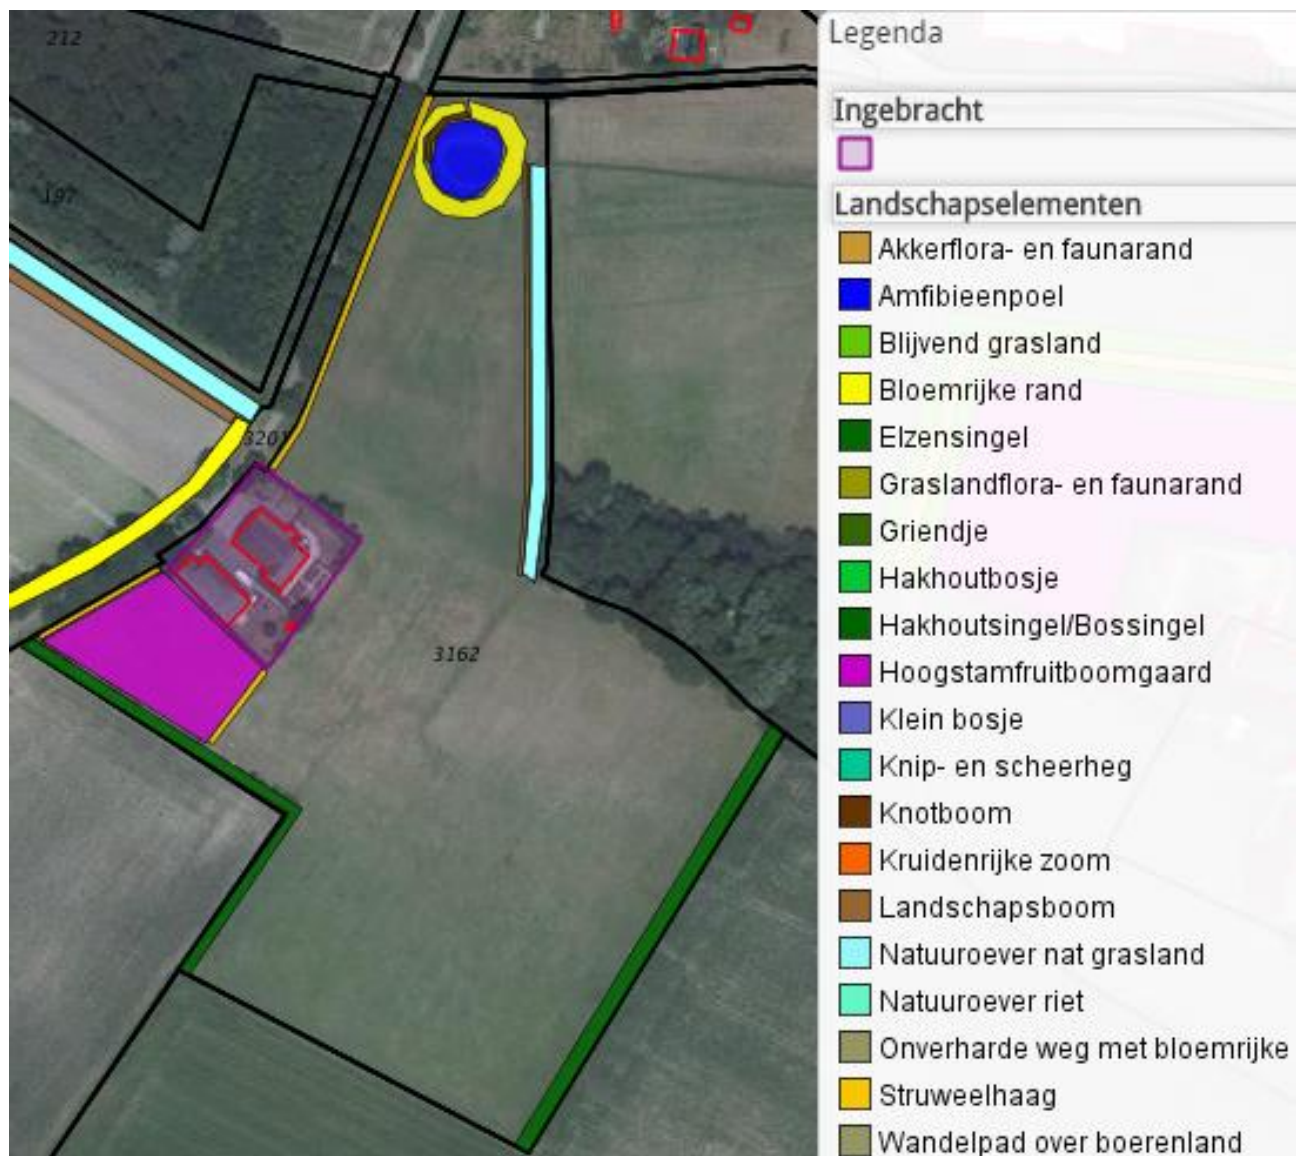 212
197
3201
3162
Legenda
Ingebracht
Landschapselementen
Akkerflora- en faunarand
Amfibieenpoel
Blijvend grasland
Bloemrijke rand
Elzensingel
Graslandflora- en faunarand
Griendje
Hakhoutbosje
Hakhoutsingel/Bossingel
Hoogstamfruitboomgaard
Klein bosje
Knip- en scheerheg
Knotboom
Kruidenrijke zoom
Landschapsboom
Natuuroever nat grasland
Natuuroever riet
Onverharde weg met bloemrijke
Struweelhaag
Wandelpad over boerenland